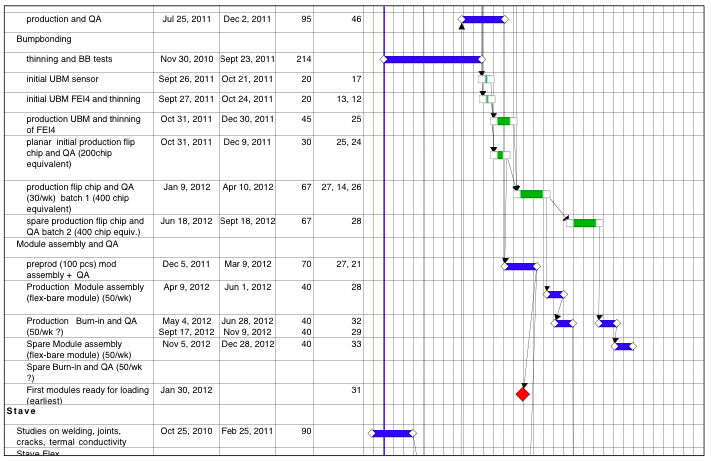 production and QA Jul 25, 2011 Dec 2, 2011 95 46
Bumpbonding
thinning and BB tests Nov 30, 2010 Sept 23, 2011 214
initial UBM sensor Sept 26, 2011 Oct 21, 2011 20 17
initial UBM FEI4 and thinning Sept 27, 2011 Oct 24, 2011 20 13, 12
production UBM and thinning Oct 31, 2011 Dec 30, 2011 45 25
of FEI4
planar initial production flip Oct 31, 2011 Dec 9, 2011 30 25, 24
chip and QA (200chip
equivalent)
production flip chip and QA Jan 9, 2012 Apr 10, 2012 67 27, 14, 26
(30/wk) batch 1 (400 chip
equivalent)
spare production flip chip and Jun 18, 2012 Sept 18, 2012 67 28
QA batch 2 (400 chip equiv.)
Module assembly and QA
preprod (100 pcs) mod Dec 5, 2011 Mar 9, 2012 70 27, 21
assembly + QA
Production Module assembly Apr 9, 2012 Jun 1, 2012 40 28
(flex-bare module) (50/wk)
Production Burn-in and QA May 4, 2012 Jun 28, 2012 40 32
(50/wk ?) Sept 17, 2012 Nov 9, 2012 40 29
Spare Module assembly Nov 5, 2012 Dec 28, 2012 40 33
(flex-bare module) (50/wk)
Spare Burn-in and QA (50/wk
?)
First modules ready for loading Jan 30, 2012 31
(earliest)
Stave
Studies on welding, joints, Oct 25, 2010 Feb 25, 2011 90
cracks, termal conductivity
Stave Flex